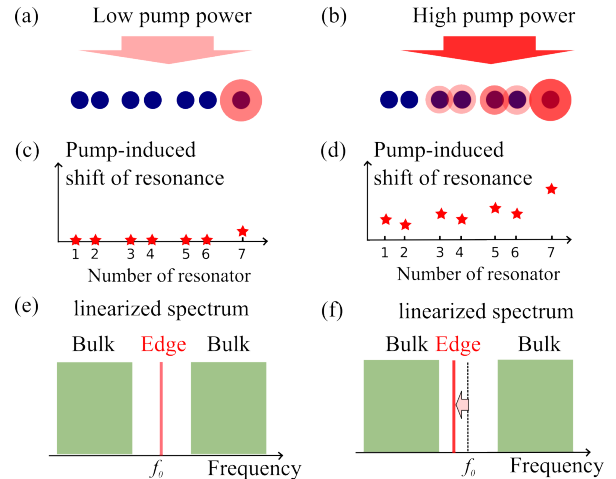 (a) Low pump power
(b) High pump power
(c) Pump-induced
shift of resonance
1 2 3 4 5 6 7
Number of resonator
(d) Pump-induced
shift of resonance
1 2 3 4 5 6 7
Number of resonator
(e) linearized spectrum
Bulk Edge Bulk
f₀ Frequency
(f) linearized spectrum
Bulk Edge Bulk
f₀ Frequency